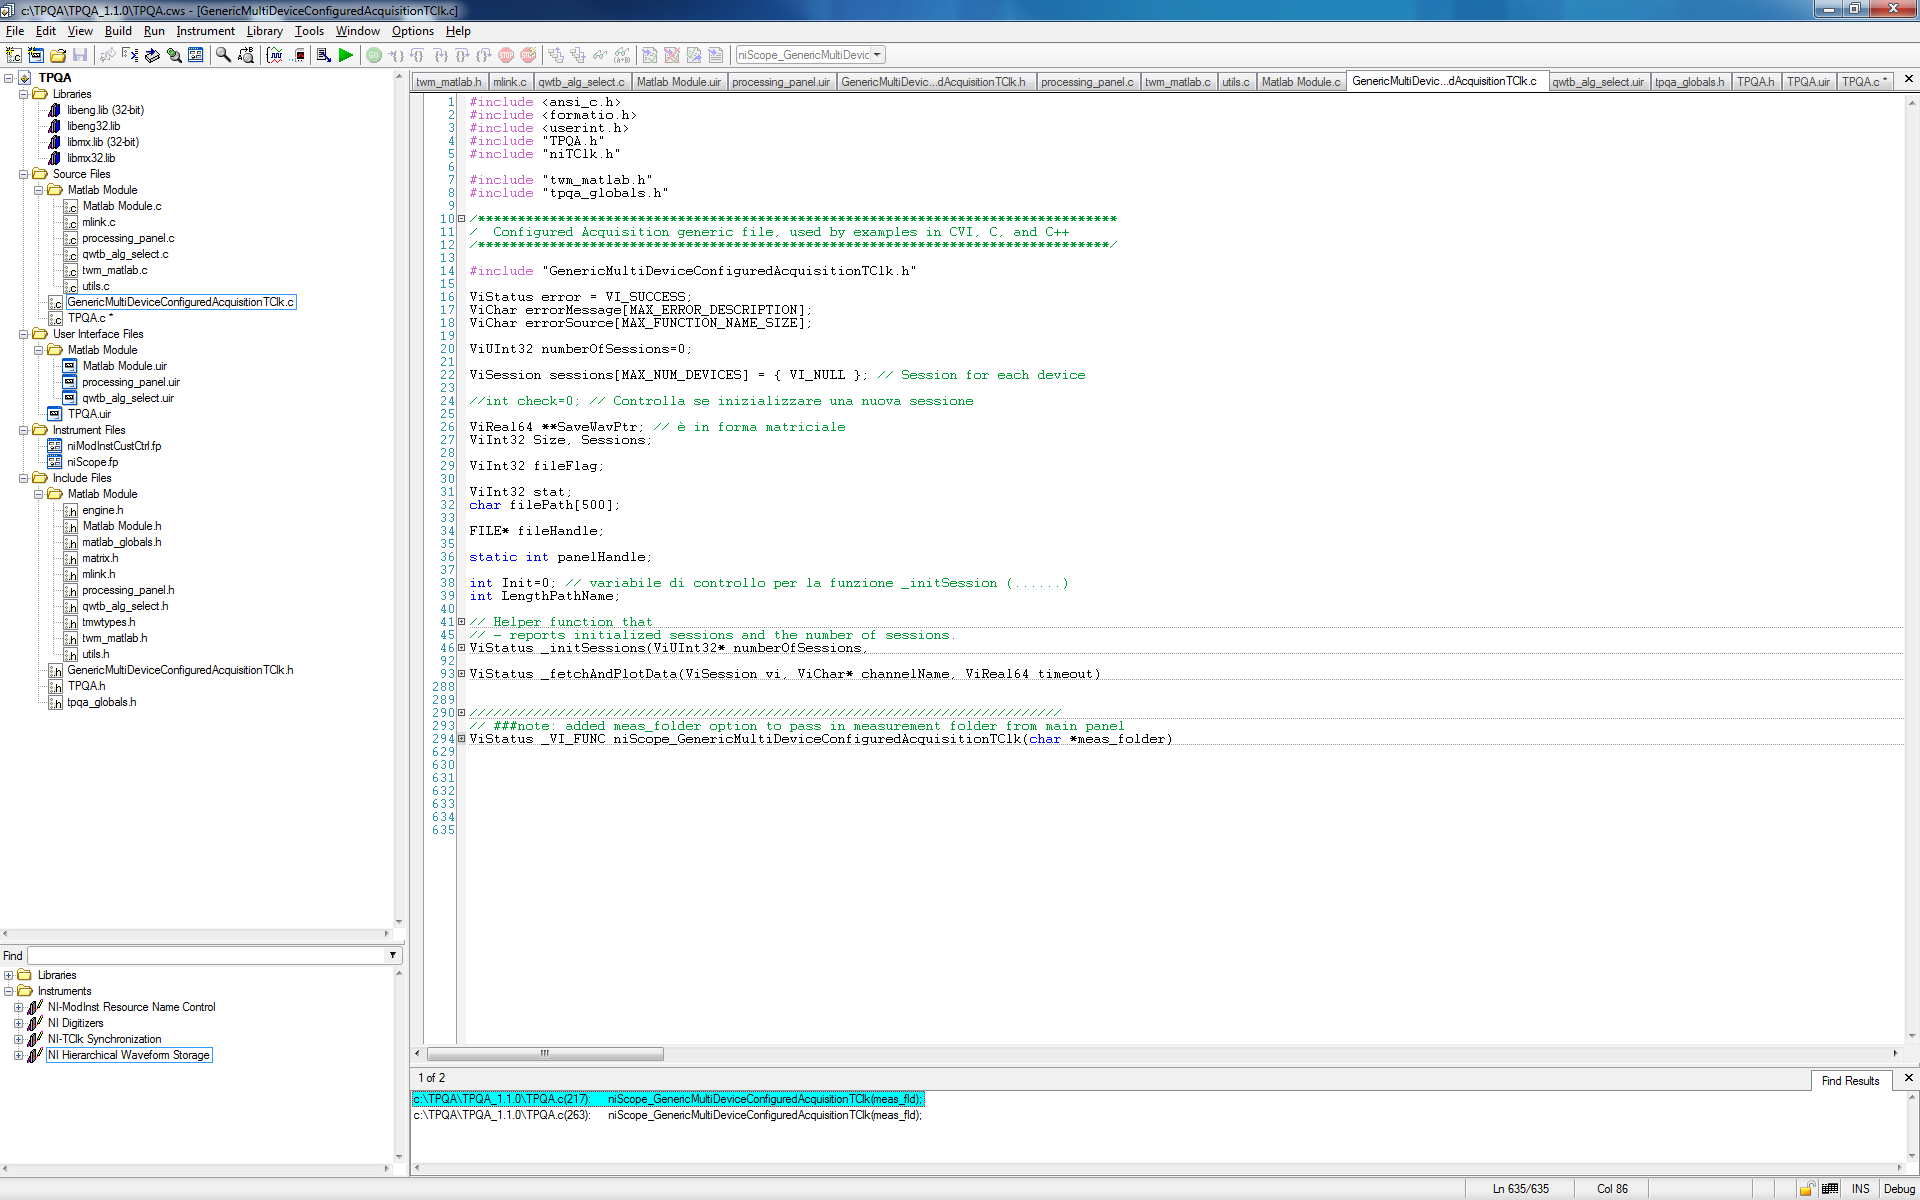 c:\TPQA\TPQA_1.1.0\TPQA.cws - [GenericMultiDeviceConfiguredAcquisitionTClk.c]
File Edit View Build Run Instrument Library Tools Window Options Help
niScope_GenericMultiDevic
TPQA
Libraries
libeng.lib (32-bit)
libeng32.lib
libmx.lib (32-bit)
libmx32.lib
Source Files
Matlab Module
Matlab Module.c
mlink.c
processing_panel.c
qwtb_alg_select.c
twm_matlab.c
utils.c
GenericMultiDeviceConfiguredAcquisitionTClk.c
TPQA.c *
User Interface Files
Matlab Module
Matlab Module.uir
processing_panel.uir
qwtb_alg_select.uir
TPQA.uir
Instrument Files
niModInstCustCtrl.fp
niScope.fp
Include Files
Matlab Module
engine.h
Matlab Module.h
matlab_globals.h
matrix.h
mlink.h
processing_panel.h
qwtb_alg_select.h
tmwtypes.h
twm_matlab.h
utils.h
GenericMultiDeviceConfiguredAcquisitionTClk.h
TPQA.h
tpqa_globals.h
Find
Libraries
Instruments
NI-ModInst Resource Name Control
NI Digitizers
NI-TClk Synchronization
NI Hierarchical Waveform Storage
twm_matlab.h mlink.c qwtb_alg_select.c Matlab Module.uir processing_panel.uir GenericMultiDevic...dAcquisitionTClk.h processing_panel.c twm_matlab.c utils.c Matlab Module.c GenericMultiDevic...dAcquisitionTClk.c qwtb_alg_select.uir tpqa_globals.h TPQA.h TPQA.uir TPQA.c *
1 #include <ansi_c.h>
2 #include <formatio.h>
3 #include <userint.h>
4 #include "TPQA.h"
5 #include "niTClk.h"
6
7 #include "twm_matlab.h"
8 #include "tpqa_globals.h"
9
10 /********************************************************************************
11 / Configured Acquisition generic file, used by examples in CVI, C, and C++
12 /*******************************************************************************/
13
14 #include "GenericMultiDeviceConfiguredAcquisitionTClk.h"
15
16 ViStatus error = VI_SUCCESS;
17 ViChar errorMessage[MAX_ERROR_DESCRIPTION];
18 ViChar errorSource[MAX_FUNCTION_NAME_SIZE];
19
20 ViUInt32 numberOfSessions=0;
21
22 ViSession sessions[MAX_NUM_DEVICES] = { VI_NULL }; // Session for each device
23
24 //int check=0; // Controlla se inizializzare una nuova sessione
25
26 ViReal64 **SaveWavPtr; // è in forma matriciale
27 ViInt32 Size, Sessions;
28
29 ViInt32 fileFlag;
30
31 ViInt32 stat;
32 char filePath[500];
33
34 FILE* fileHandle;
35
36 static int panelHandle;
37
38 int Init=0; // variabile di controllo per la funzione _initSession (......)
39 int LengthPathName;
40
41 // Helper function that
45 // - reports initialized sessions and the number of sessions.
46 ViStatus _initSessions(ViUInt32* numberOfSessions,
92
93 ViStatus _fetchAndPlotData(ViSession vi, ViChar* channelName, ViReal64 timeout)
288
289
290 //////////////////////////////////////////////////////////////////////////
293 // ###note: added meas_folder option to pass in measurement folder from main panel
294 ViStatus _VI_FUNC niScope_GenericMultiDeviceConfiguredAcquisitionTClk(char *meas_folder)
629
630
631
632
633
634
635
1 of 2
Find Results
c:\TPQA\TPQA_1.1.0\TPQA.c(217): niScope_GenericMultiDeviceConfiguredAcquisitionTClk(meas_fld);
c:\TPQA\TPQA_1.1.0\TPQA.c(263): niScope_GenericMultiDeviceConfiguredAcquisitionTClk(meas_fld);
Ln 635/635 Col 86 INS Debug